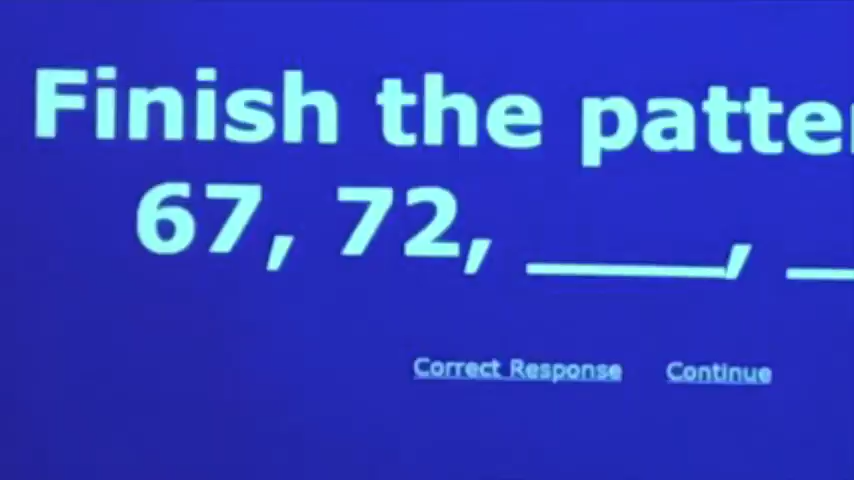 Finish the patte
67, 72, ____, __
Correct Response Continue